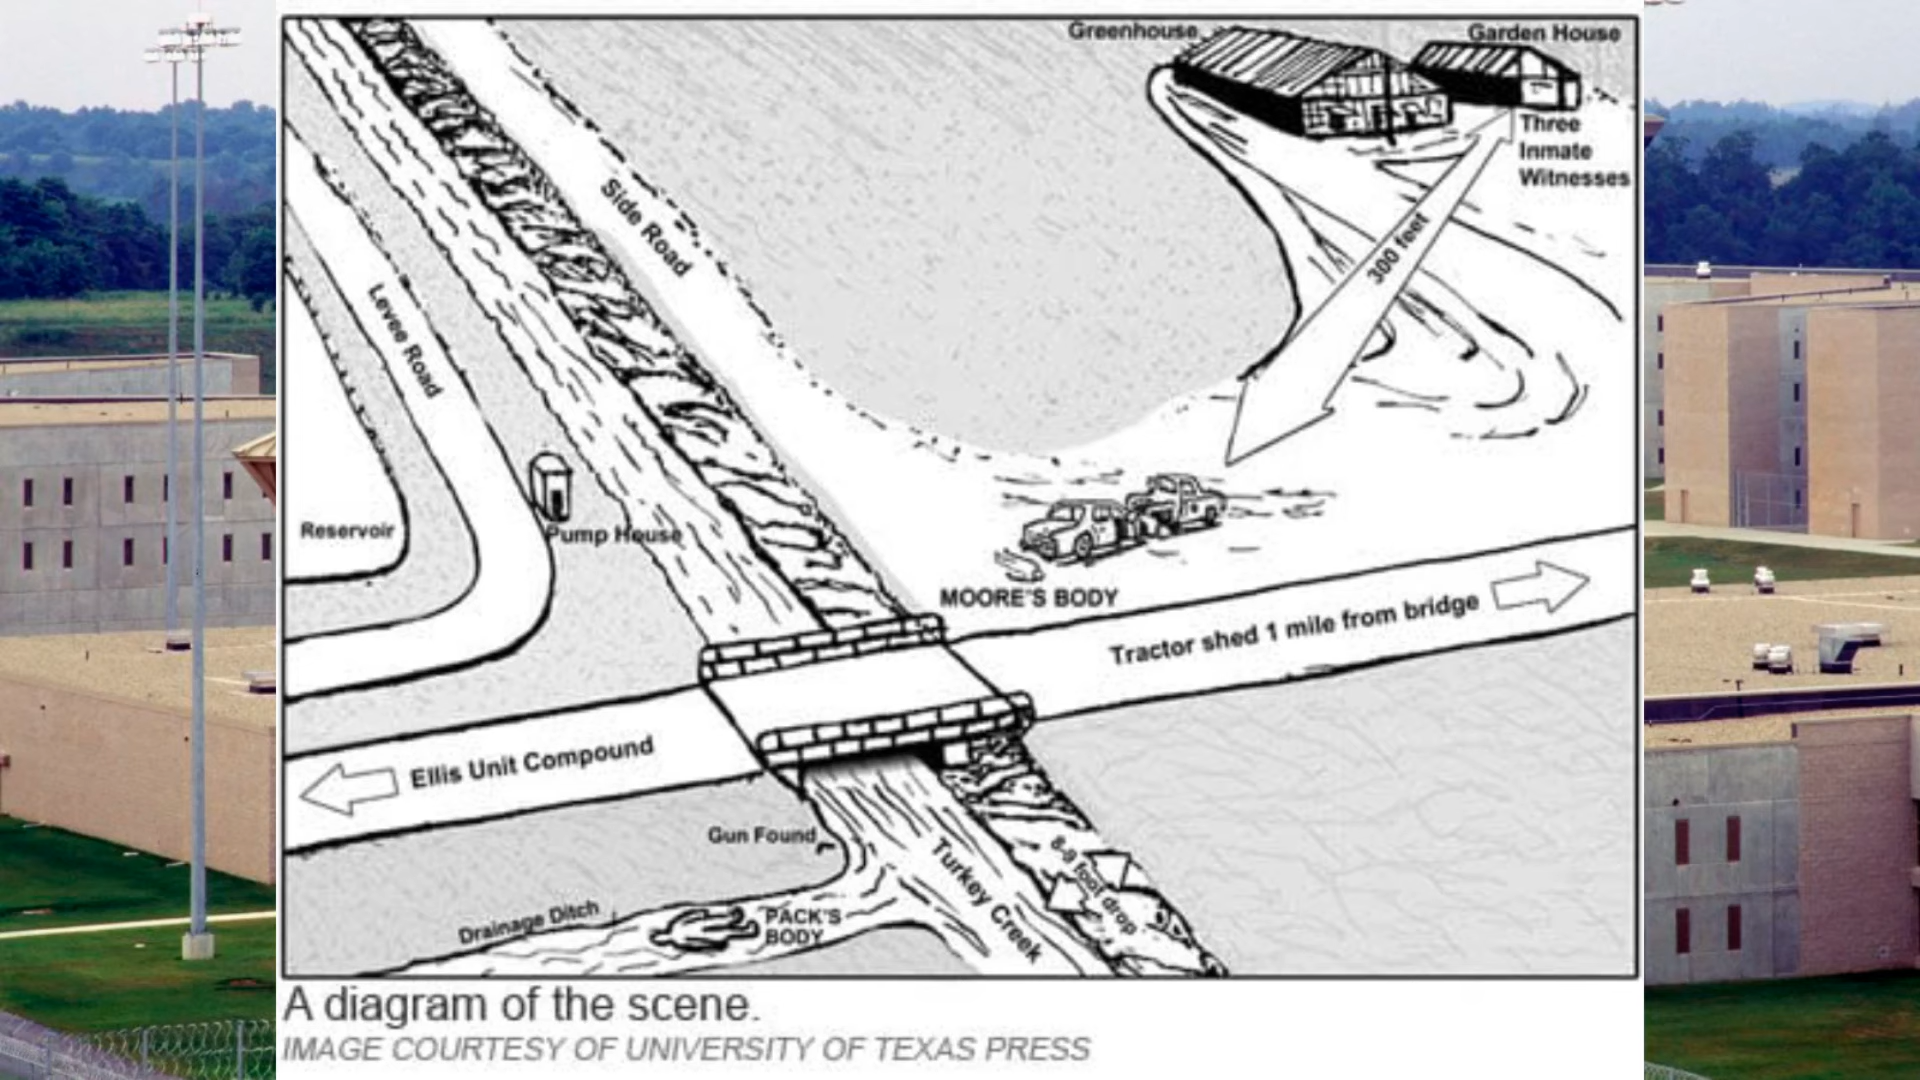 Greenhouse
Garden House
Three
Inmate
Witnesses
Side Road
300 feet
Levee Road
Reservoir
Pump House
MOORE'S BODY
Tractor shed 1 mile from bridge
Ellis Unit Compound
Gun Found
Turkey Creek
8-9 foot drop
Drainage Ditch
PACK'S
BODY
A diagram of the scene.
IMAGE COURTESY OF UNIVERSITY OF TEXAS PRESS